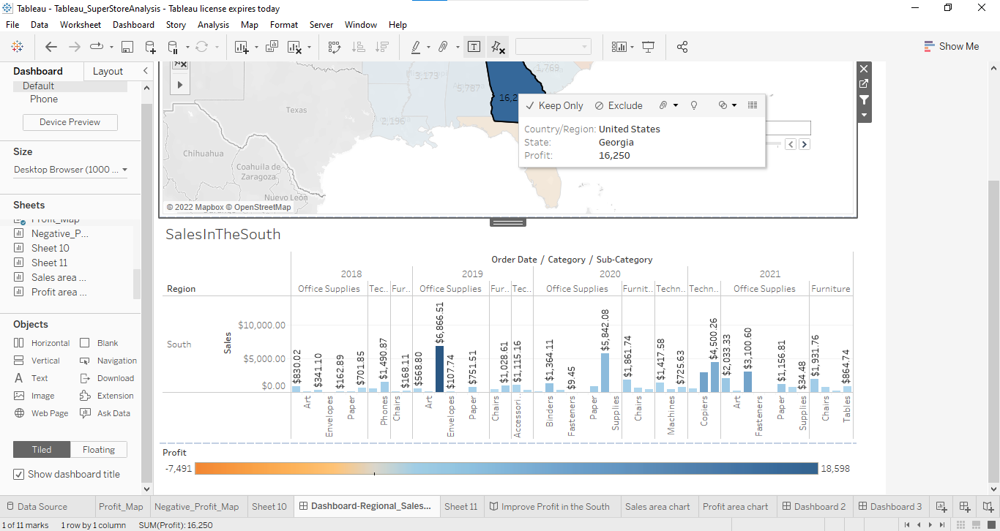 Tableau - Tableau_SuperStoreAnalysis - Tableau license expires today
File Data Worksheet Dashboard Story Analysis Map Format Server Window Help
Show Me
Dashboard Layout
Default
Phone
Device Preview
Size
Desktop Browser (1000 ...
Sheets
Profit_Map
Negative_P...
Sheet 10
Sheet 11
Sales area ...
Profit area ...
Objects
Horizontal Blank
Vertical Navigation
Text Download
Image Extension
Web Page Ask Data
Tiled Floating
Show dashboard title
3,173
5,787
1,769
16,2
2,196
Texas
Chihuahua
Coahuila de
Zaragoza
Nuevo León
© 2022 Mapbox © OpenStreetMap
Keep Only Exclude
Country/Region: United States
State: Georgia
Profit: 16,250
SalesInTheSouth
Order Date / Category / Sub-Category
2018 2019 2020 2021
Region Office Supplies Tec.. Fur.. Office Supplies Fur.. Tec.. Office Supplies Furnit.. Techn.. Techn.. Office Supplies Furniture
South
Sales
$10,000.00
$5,000.00
$0.00
$830.02 $341.10 $162.89 $701.85 $1,490.87 $168.11 $568.80 $6,866.51 $107.74 $751.51 $1,028.61 $1,115.16 $1,364.11 $9.45 $5,842.08 $1,861.74 $1,417.58 $725.63 $4,500.26 $2,033.33 $3,100.60 $1,156.81 $34.48 $1,931.76 $864.74
Art Envelopes Paper Phones Chairs Art Envelopes Paper Chairs Accessori.. Binders Fasteners Paper Supplies Chairs Machines Copiers Art Fasteners Paper Supplies Chairs Tables
Profit
-7,491 18,598
Data Source Profit_Map Negative_Profit_Map Sheet 10 Dashboard-Regional_Sales... Sheet 11 Improve Profit in the South Sales area chart Profit area chart Dashboard 2 Dashboard 3
1 of 11 marks 1 row by 1 column SUM(Profit): 16,250